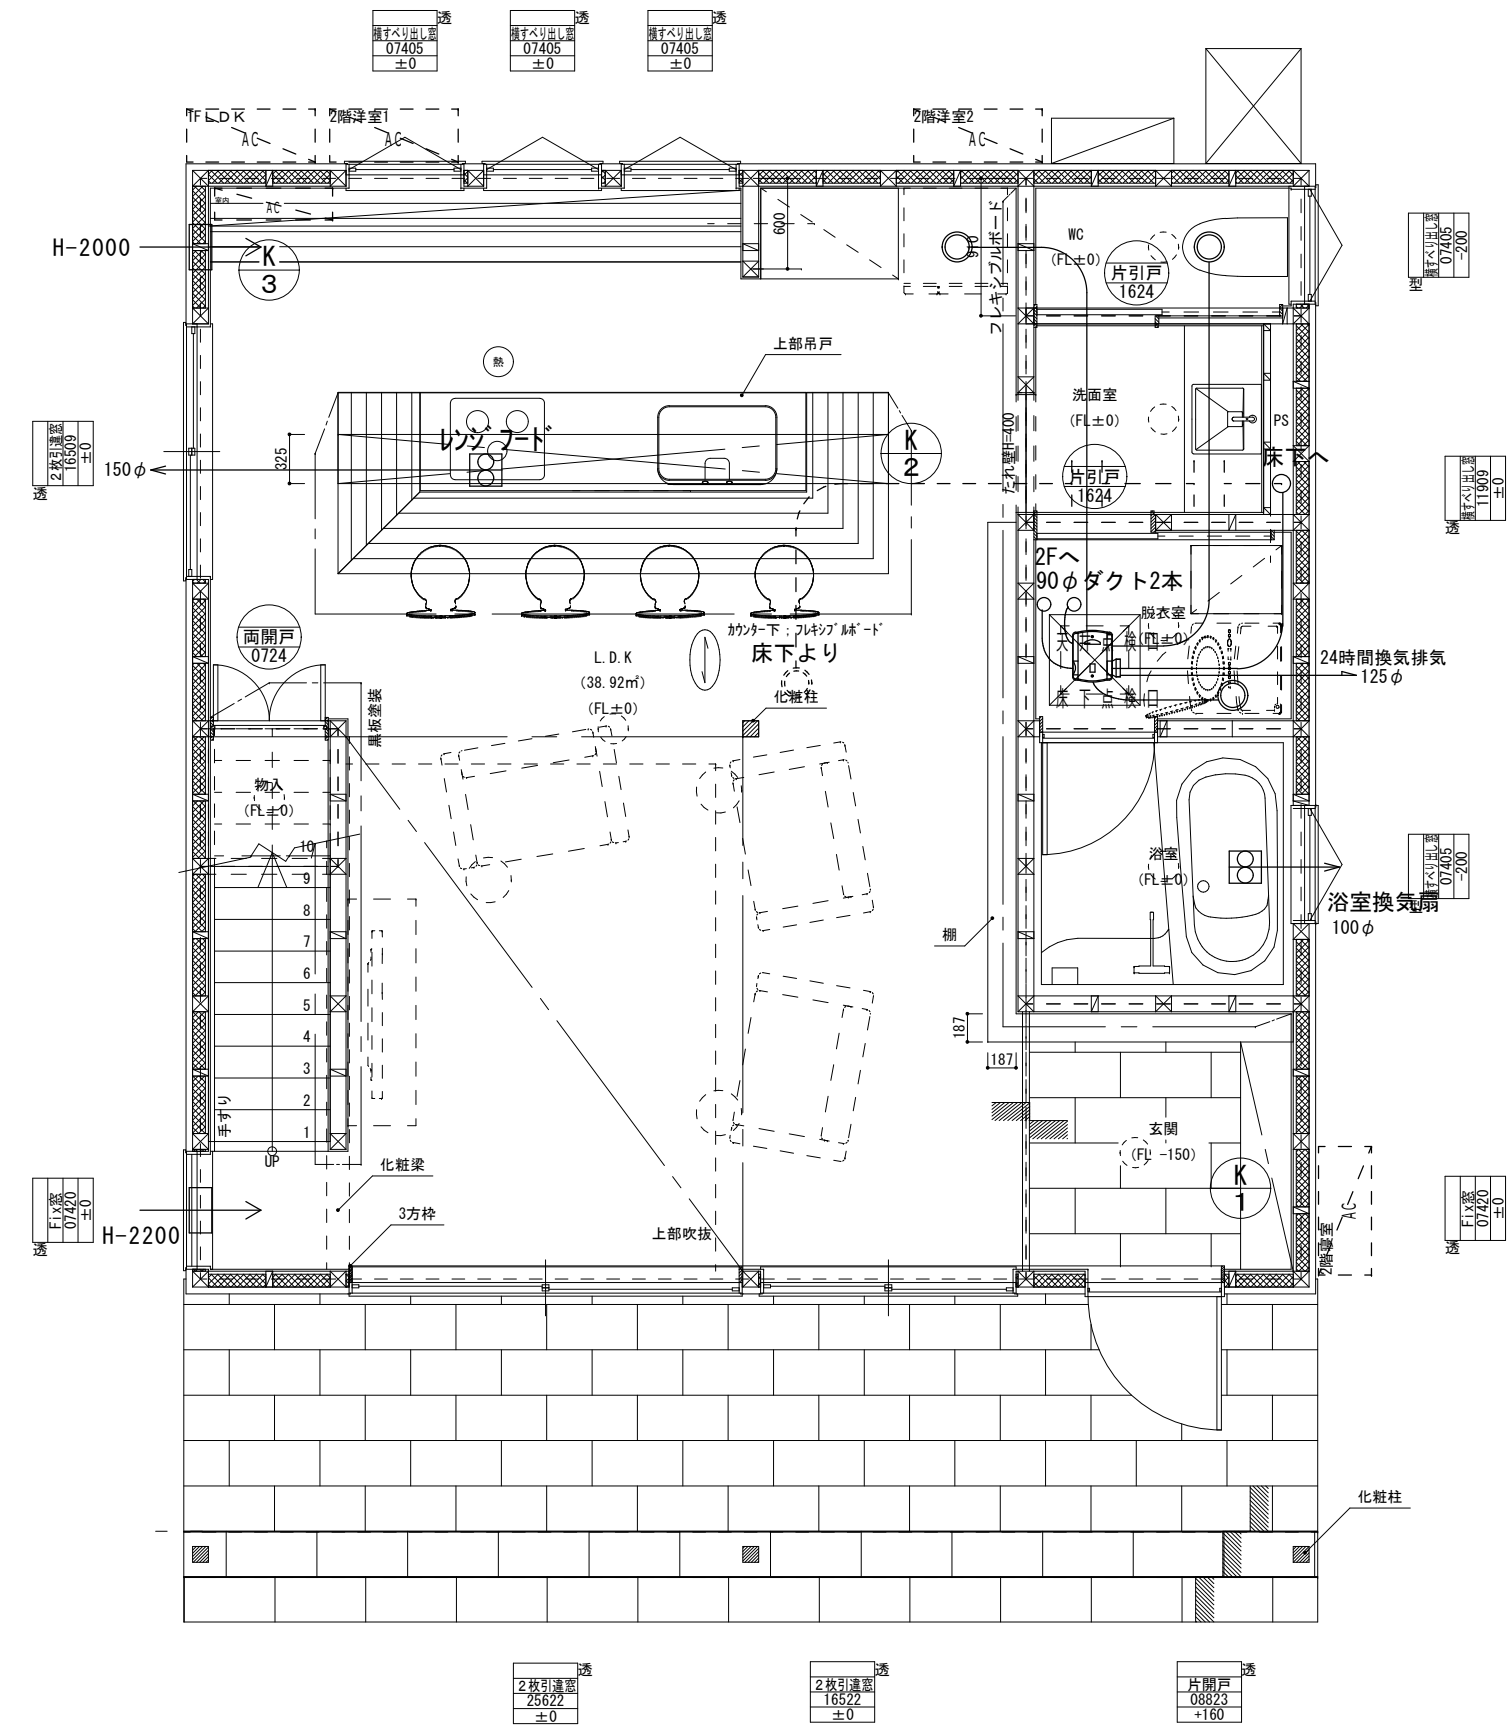 透
横すべり出し窓
07405
±0
透
横すべり出し窓
07405
±0
透
横すべり出し窓
07405
±0
1F LDK
AC
2階洋室1
AC
2階洋室2
AC
室内
AC
H-2000
K
3
600
910
フレキシブルボード
WC
(FL±0)
片引戸
1624
横すべり出し窓
07405
-200
型
上部吊戸
熱
洗面室
(FL±0)
PS
たれ壁H=400
K
2
レンジフード
325
150φ
2枚引違窓
16509
±0
透
床下へ
片引戸
1624
横すべり出し窓
11909
±0
透
2Fへ
90φダクト2本
脱衣室
(FL±0)
天井点検口
床下点検口
24時間換気排気
125φ
両開戸
0724
カウンター下：フレキシブルボード
床下より
L.D.K
(38.92㎡)
(FL±0)
化粧柱
黒板塗装
物入
(FL±0)
10
9
8
7
6
5
4
3
2
1
手すり
UP
浴室
(FL±0)
横すべり出し窓
07405
-200
型
浴室換気扇
100φ
棚
187
187
玄関
(FL -150)
K
1
化粧梁
3方枠
上部吹抜
Fix窓
07420
±0
透
H-2200
AC
2階寝室
Fix窓
07420
±0
透
化粧柱
透
2枚引違窓
25622
±0
透
2枚引違窓
16522
±0
透
片開戸
08823
+160